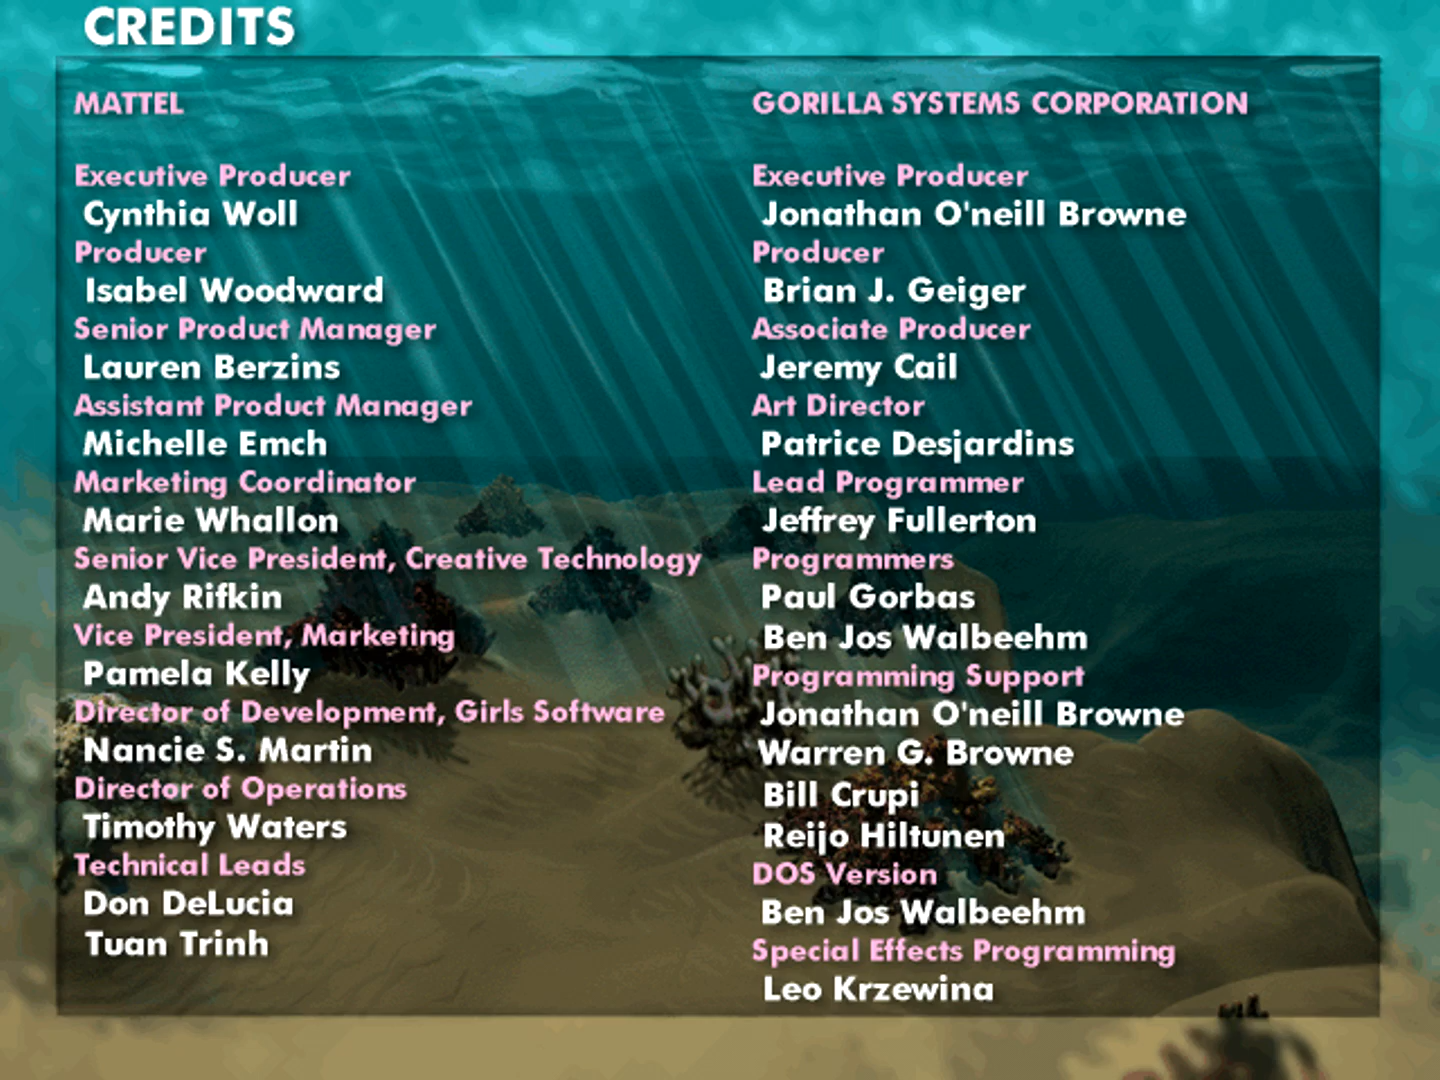 CREDITS
MATTEL
Executive Producer
Cynthia Woll
Producer
Isabel Woodward
Senior Product Manager
Lauren Berzins
Assistant Product Manager
Michelle Emch
Marketing Coordinator
Marie Whallon
Senior Vice President, Creative Technology
Andy Rifkin
Vice President, Marketing
Pamela Kelly
Director of Development, Girls Software
Nancie S. Martin
Director of Operations
Timothy Waters
Technical Leads
Don DeLucia
Tuan Trinh
GORILLA SYSTEMS CORPORATION
Executive Producer
Jonathan O'neill Browne
Producer
Brian J. Geiger
Associate Producer
Jeremy Cail
Art Director
Patrice Desjardins
Lead Programmer
Jeffrey Fullerton
Programmers
Paul Gorbas
Ben Jos Walbeehm
Programming Support
Jonathan O'neill Browne
Warren G. Browne
Bill Crupi
Reijo Hiltunen
DOS Version
Ben Jos Walbeehm
Special Effects Programming
Leo Krzewina